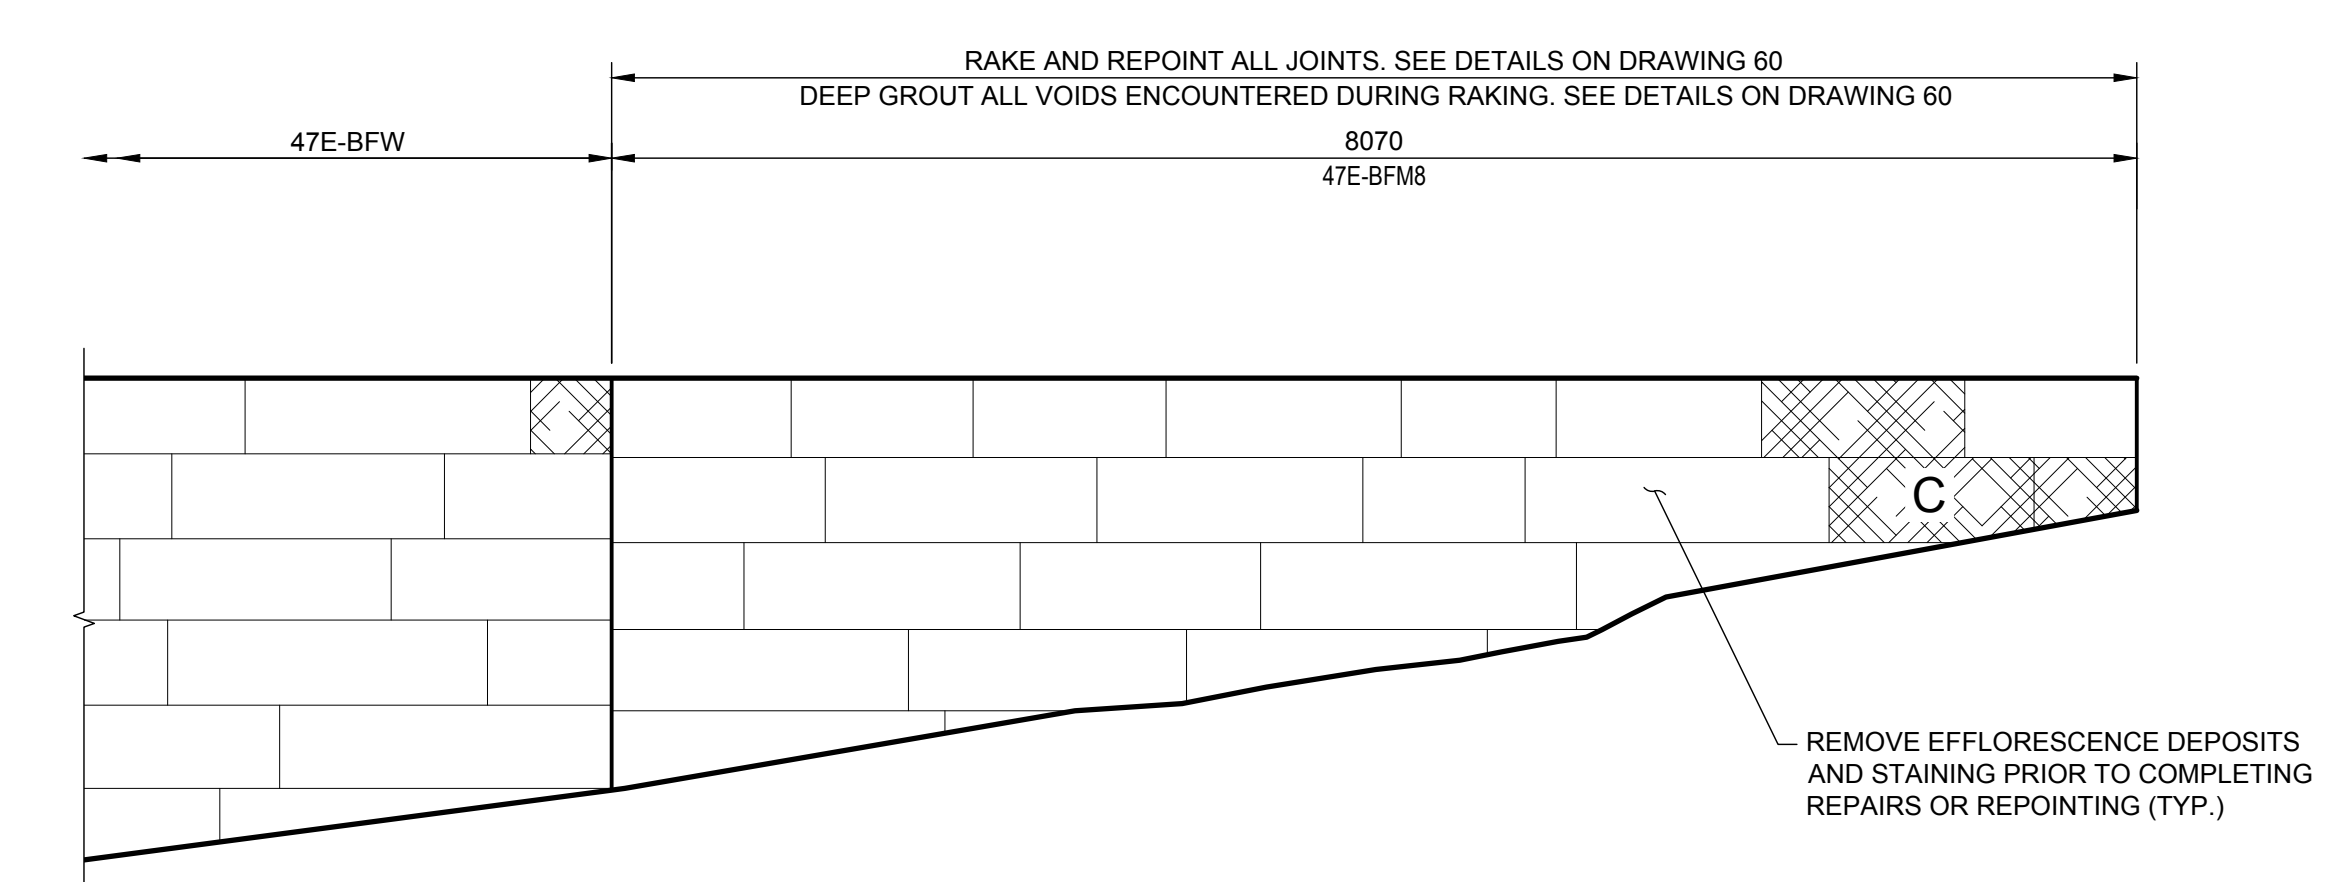 RAKE AND REPOINT ALL JOINTS. SEE DETAILS ON DRAWING 60
DEEP GROUT ALL VOIDS ENCOUNTERED DURING RAKING. SEE DETAILS ON DRAWING 60
47E-BFW
8070
47E-BFM8
C
REMOVE EFFLORESCENCE DEPOSITS
AND STAINING PRIOR TO COMPLETING
REPAIRS OR REPOINTING (TYP.)